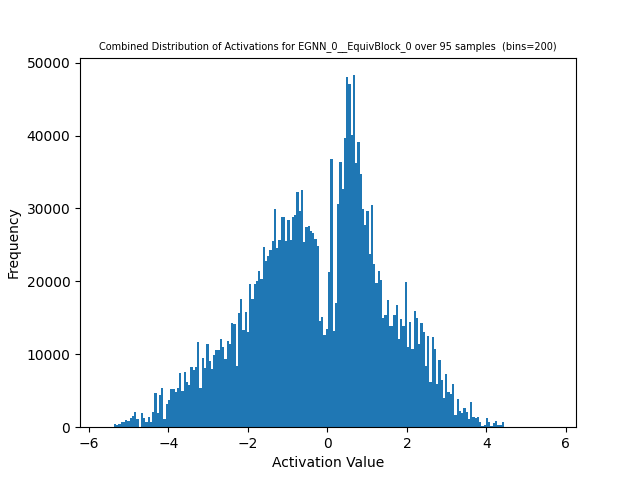 Combined Distribution of Activations for EGNN_0__EquivBlock_0 over 95 samples  (bins=200)
50000
40000
30000
20000
10000
0
Frequency
−6 −4 −2 0 2 4 6
Activation Value